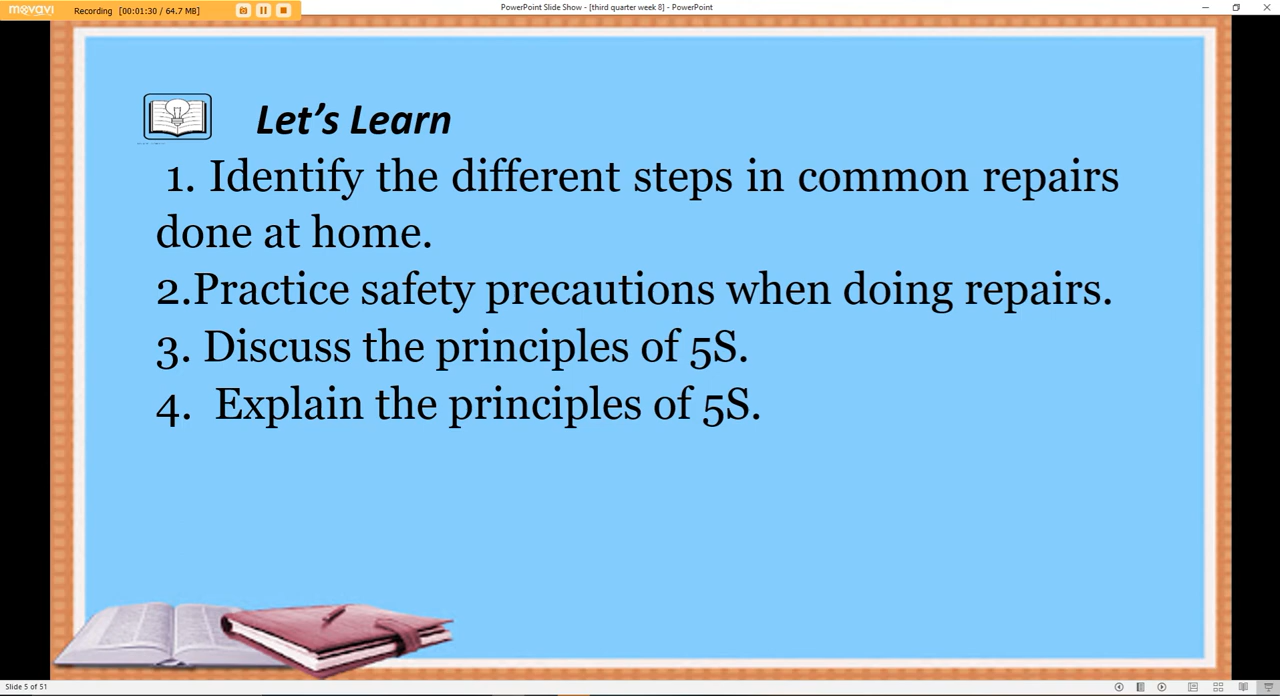 movavi Recording [00:01:30 / 64.7 MB] PowerPoint Slide Show - [third quarter week 8] - PowerPoint
Let's Learn
1. Identify the different steps in common repairs
done at home.
2.Practice safety precautions when doing repairs.
3. Discuss the principles of 5S.
4. Explain the principles of 5S.
Slide 5 of 51